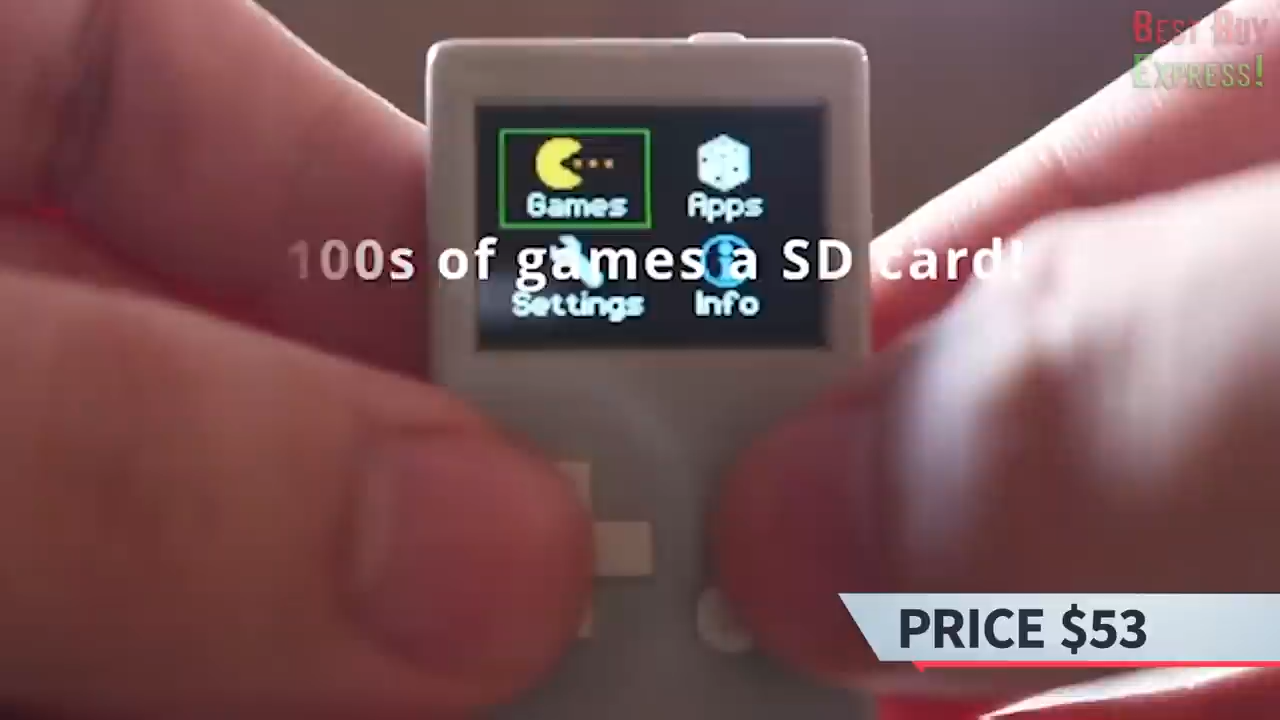 BEST BUY
EXPRESS!
Games
Apps
100s of games a SD card!
Settings
Info
PRICE $53